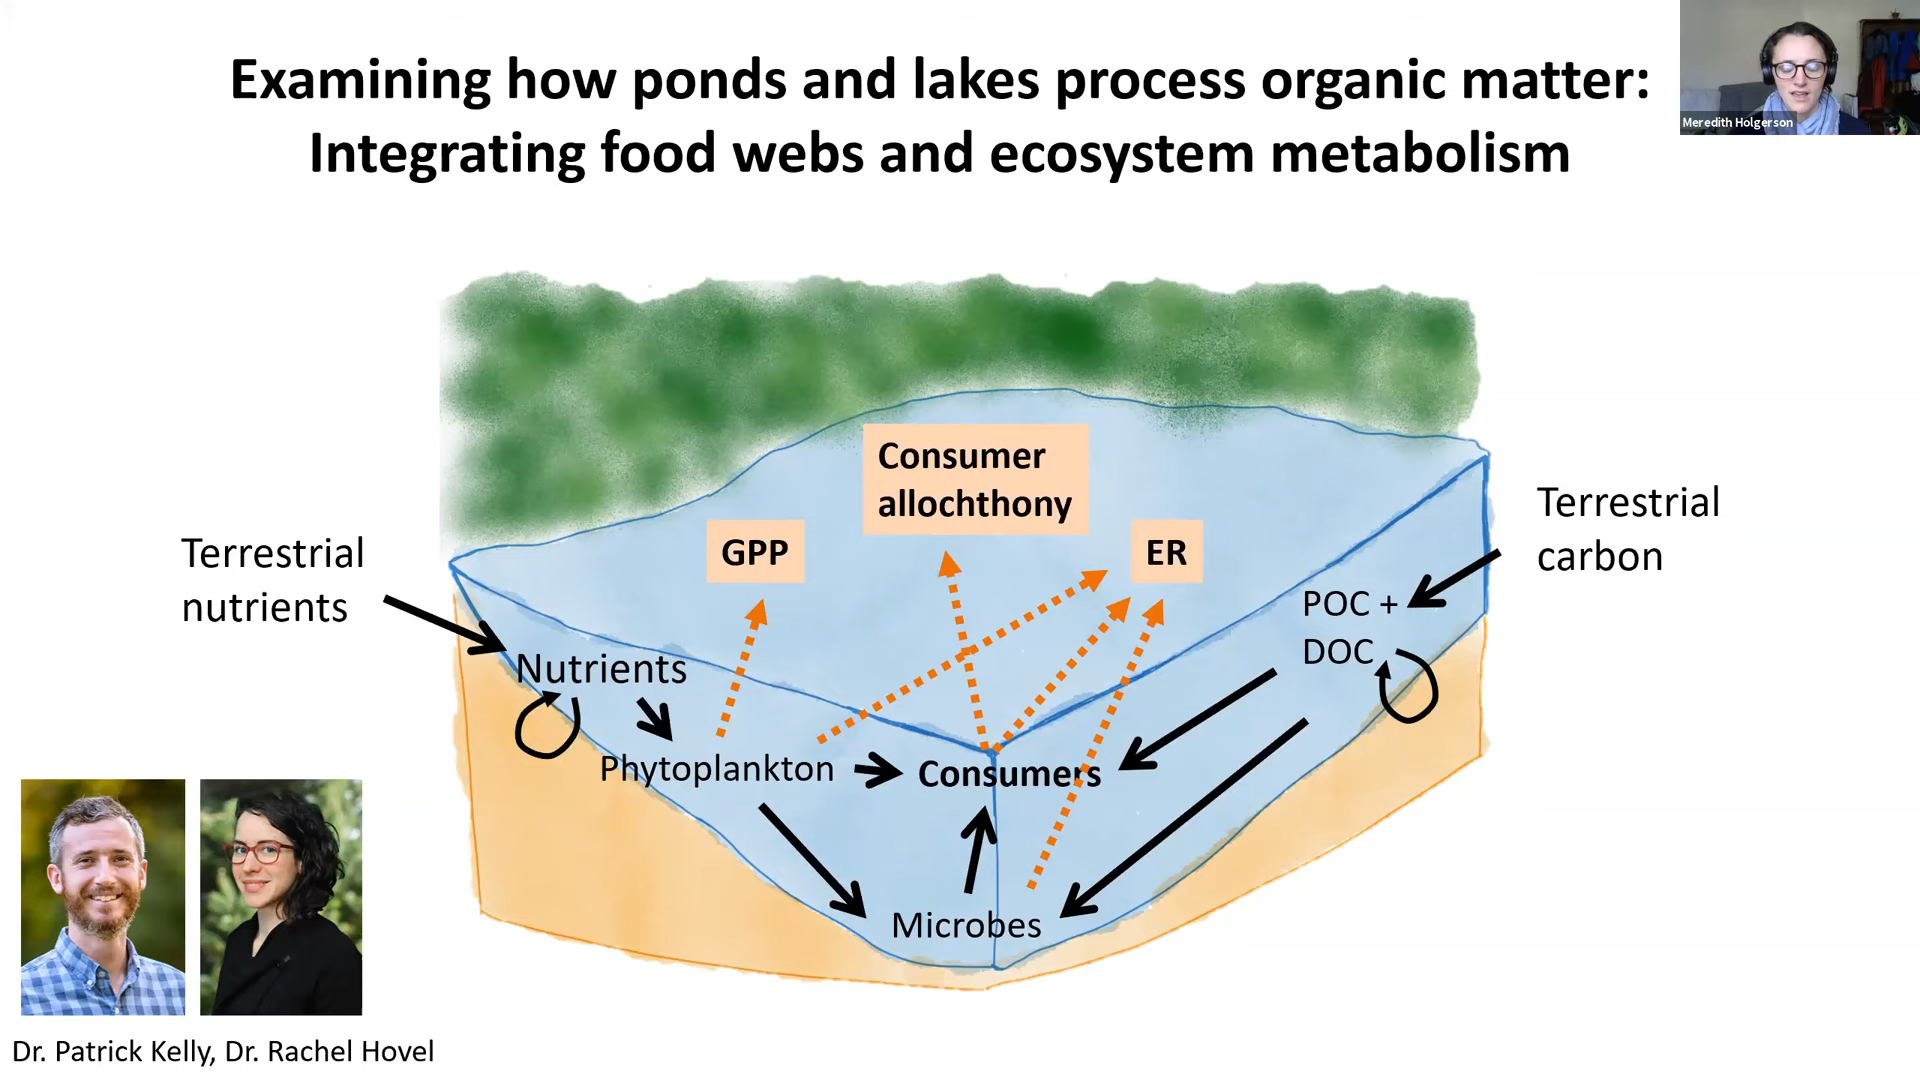 Examining how ponds and lakes process organic matter:
Integrating food webs and ecosystem metabolism
Meredith Holgerson
Consumer
allochthony
GPP
ER
Terrestrial
nutrients
Terrestrial
carbon
POC +
DOC
Nutrients
Phytoplankton
Consumers
Microbes
Dr. Patrick Kelly, Dr. Rachel Hovel